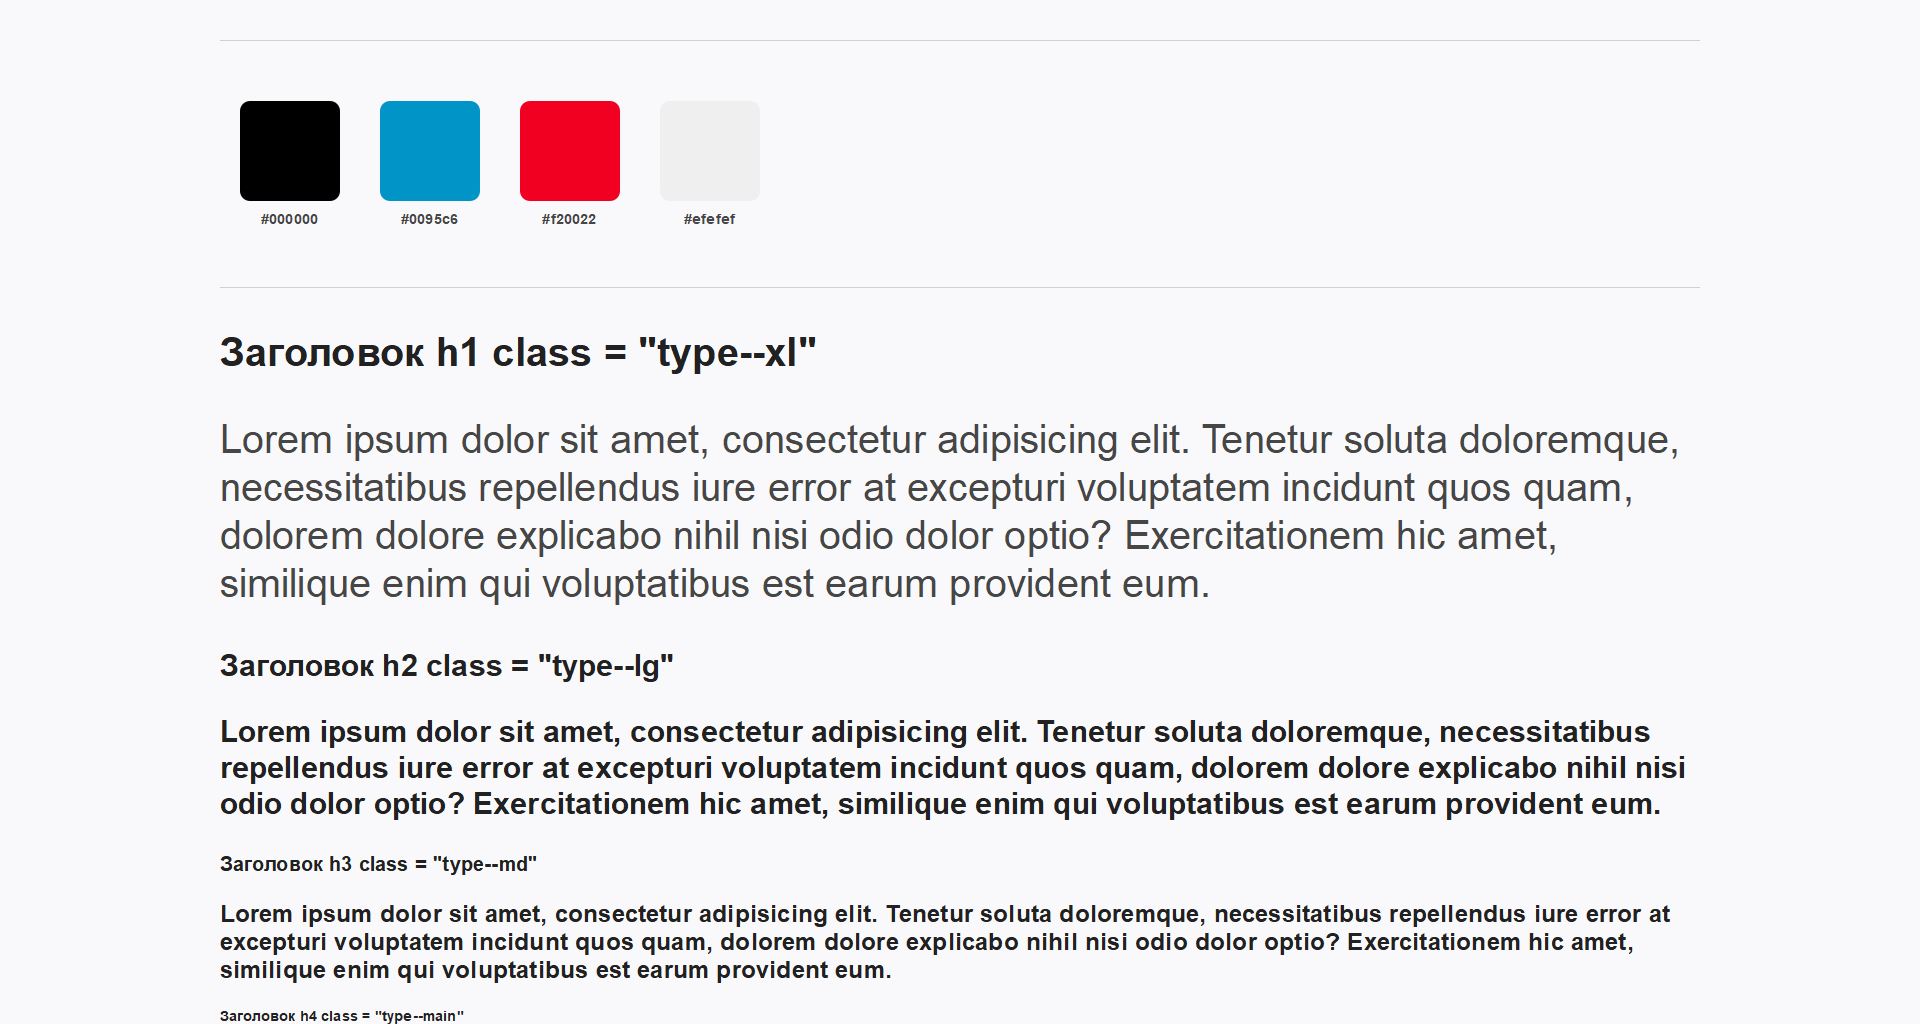 #000000 #0095c6 #f20022 #efefef
Заголовок h1 class = "type--xl"
Lorem ipsum dolor sit amet, consectetur adipisicing elit. Tenetur soluta doloremque,
necessitatibus repellendus iure error at excepturi voluptatem incidunt quos quam,
dolorem dolore explicabo nihil nisi odio dolor optio? Exercitationem hic amet,
similique enim qui voluptatibus est earum provident eum.
Заголовок h2 class = "type--lg"
Lorem ipsum dolor sit amet, consectetur adipisicing elit. Tenetur soluta doloremque, necessitatibus
repellendus iure error at excepturi voluptatem incidunt quos quam, dolorem dolore explicabo nihil nisi
odio dolor optio? Exercitationem hic amet, similique enim qui voluptatibus est earum provident eum.
Заголовок h3 class = "type--md"
Lorem ipsum dolor sit amet, consectetur adipisicing elit. Tenetur soluta doloremque, necessitatibus repellendus iure error at
excepturi voluptatem incidunt quos quam, dolorem dolore explicabo nihil nisi odio dolor optio? Exercitationem hic amet,
similique enim qui voluptatibus est earum provident eum.
Заголовок h4 class = "type--main"